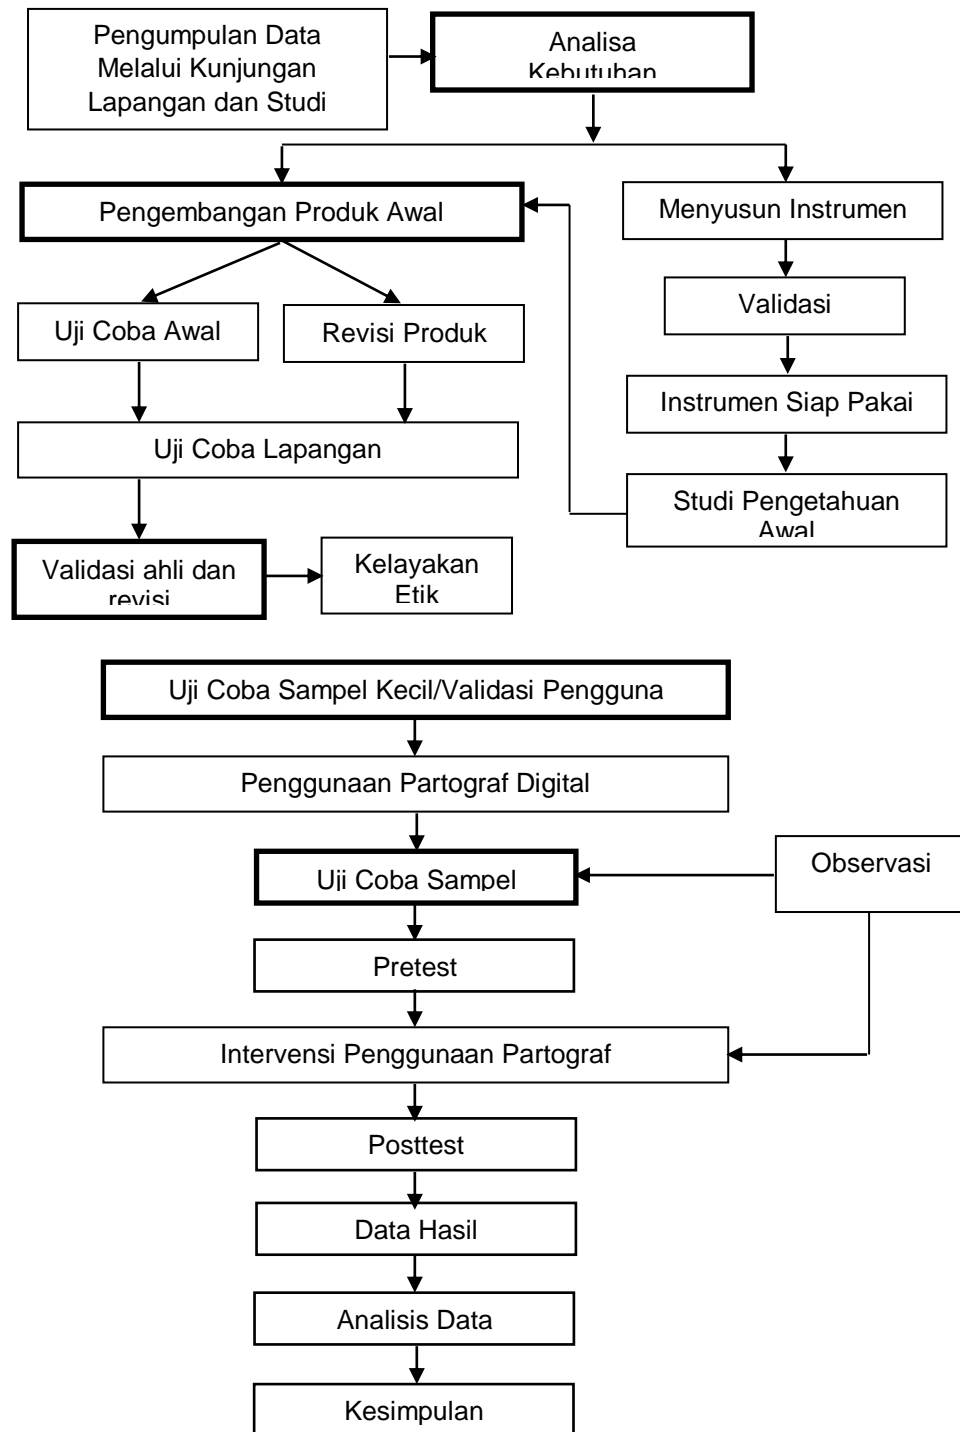 Pengumpulan Data
Melalui Kunjungan
Lapangan dan Studi
Analisa
Kebutuhan
Pengembangan Produk Awal
Menyusun Instrumen
Validasi
Uji Coba Awal
Revisi Produk
Instrumen Siap Pakai
Uji Coba Lapangan
Studi Pengetahuan
Awal
Validasi ahli dan
revisi
Kelayakan
Etik
Uji Coba Sampel Kecil/Validasi Pengguna
Penggunaan Partograf Digital
Uji Coba Sampel
Observasi
Pretest
Intervensi Penggunaan Partograf
Posttest
Data Hasil
Analisis Data
Kesimpulan